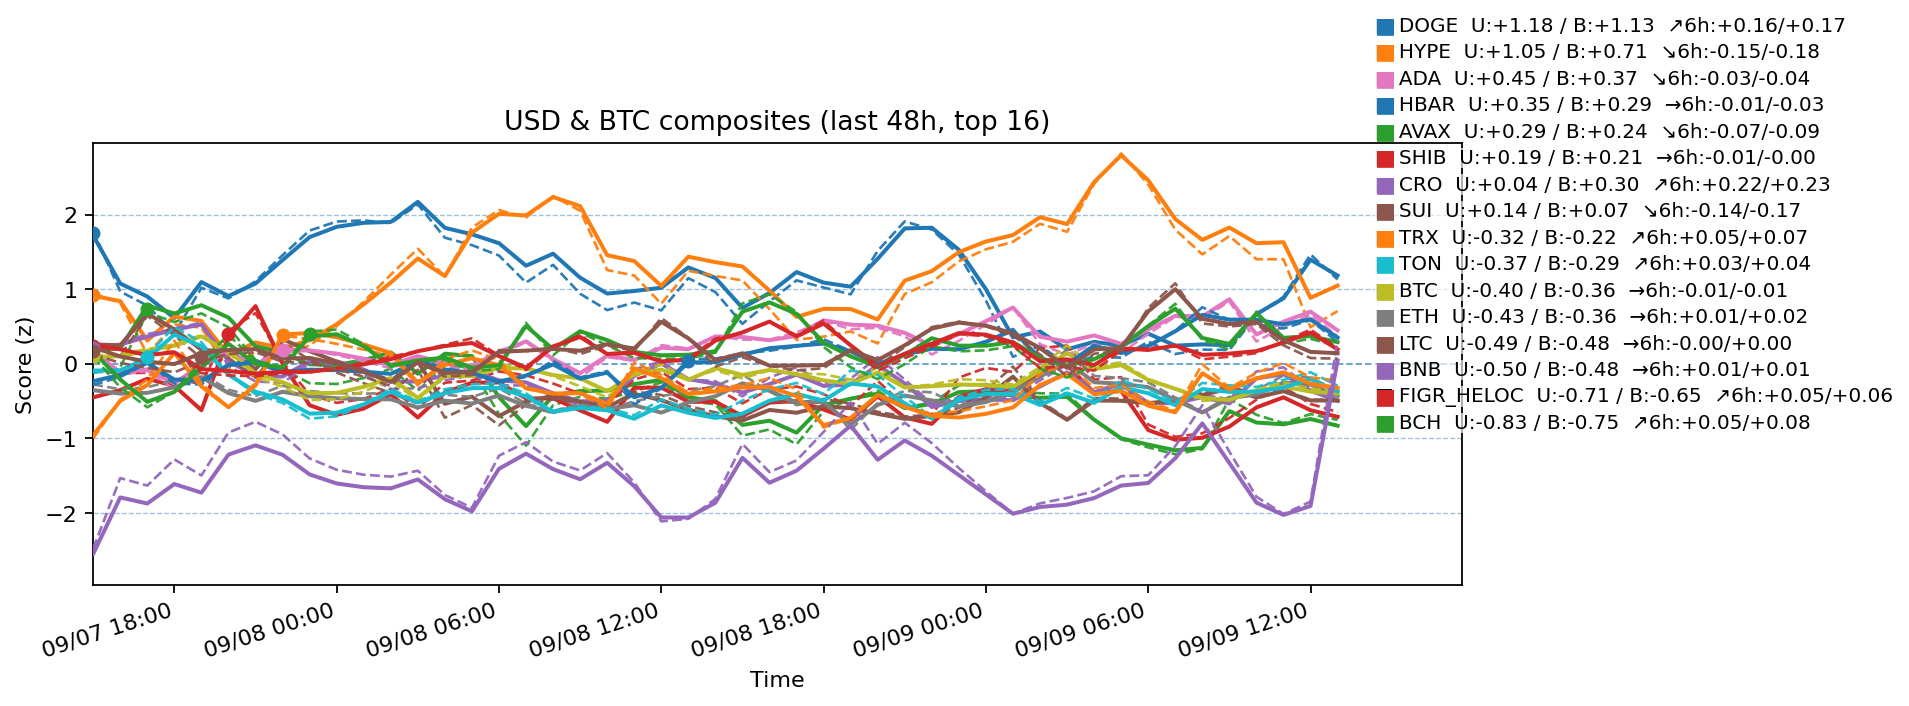 DOGE  U:+1.18 / B:+1.13  ↗6h:+0.16/+0.17
HYPE  U:+1.05 / B:+0.71  ↘6h:-0.15/-0.18
ADA  U:+0.45 / B:+0.37  ↘6h:-0.03/-0.04
HBAR  U:+0.35 / B:+0.29  →6h:-0.01/-0.03
AVAX  U:+0.29 / B:+0.24  ↘6h:-0.07/-0.09
SHIB  U:+0.19 / B:+0.21  →6h:-0.01/-0.00
CRO  U:+0.04 / B:+0.30  ↗6h:+0.22/+0.23
SUI  U:+0.14 / B:+0.07  ↘6h:-0.14/-0.17
TRX  U:-0.32 / B:-0.22  ↗6h:+0.05/+0.07
TON  U:-0.37 / B:-0.29  ↗6h:+0.03/+0.04
BTC  U:-0.40 / B:-0.36  →6h:-0.01/-0.01
ETH  U:-0.43 / B:-0.36  →6h:+0.01/+0.02
LTC  U:-0.49 / B:-0.48  →6h:-0.00/+0.00
BNB  U:-0.50 / B:-0.48  →6h:+0.01/+0.01
FIGR_HELOC  U:-0.71 / B:-0.65  ↗6h:+0.05/+0.06
BCH  U:-0.83 / B:-0.75  ↗6h:+0.05/+0.08
USD & BTC composites (last 48h, top 16)
Score (z)
2
1
0
−1
−2
09/07 18:00
09/08 00:00
09/08 06:00
09/08 12:00
09/08 18:00
09/09 00:00
09/09 06:00
09/09 12:00
Time